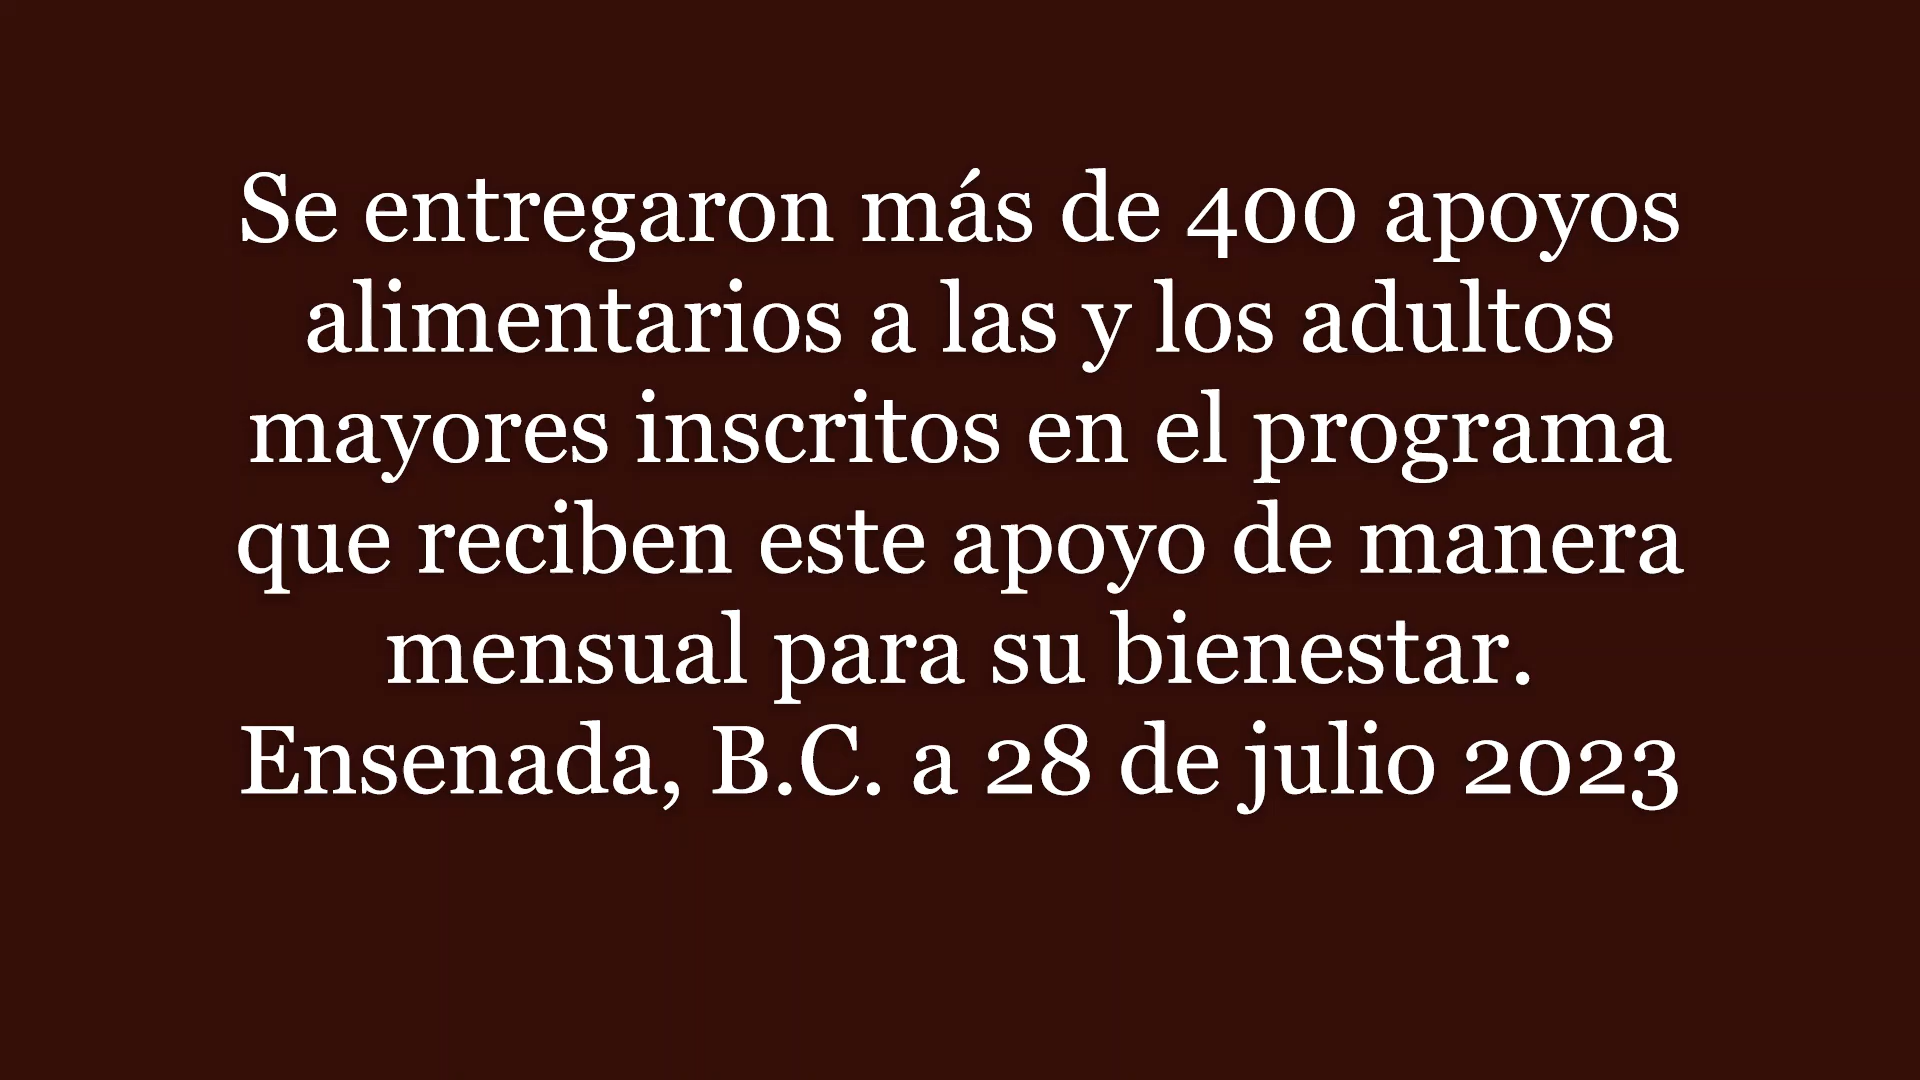 Se entregaron más de 400 apoyos
alimentarios a las y los adultos
mayores inscritos en el programa
que reciben este apoyo de manera
mensual para su bienestar.
Ensenada, B.C. a 28 de julio 2023